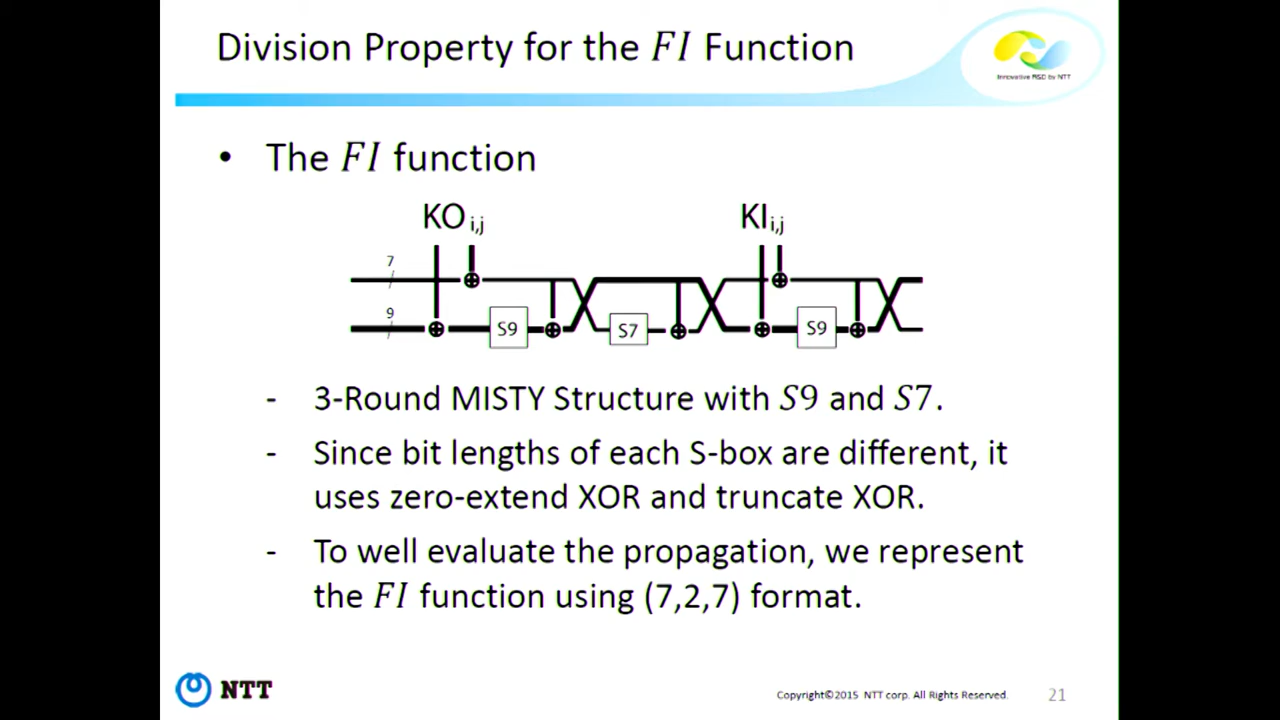 Division Property for the FI Function
Innovative R&D by NTT
• The FI function
KO i,j
KI i,j
7
9
S9
S7
S9
- 3-Round MISTY Structure with S9 and S7.
- Since bit lengths of each S-box are different, it
uses zero-extend XOR and truncate XOR.
- To well evaluate the propagation, we represent
the FI function using (7,2,7) format.
NTT
Copyright©2015 NTT corp. All Rights Reserved.
21